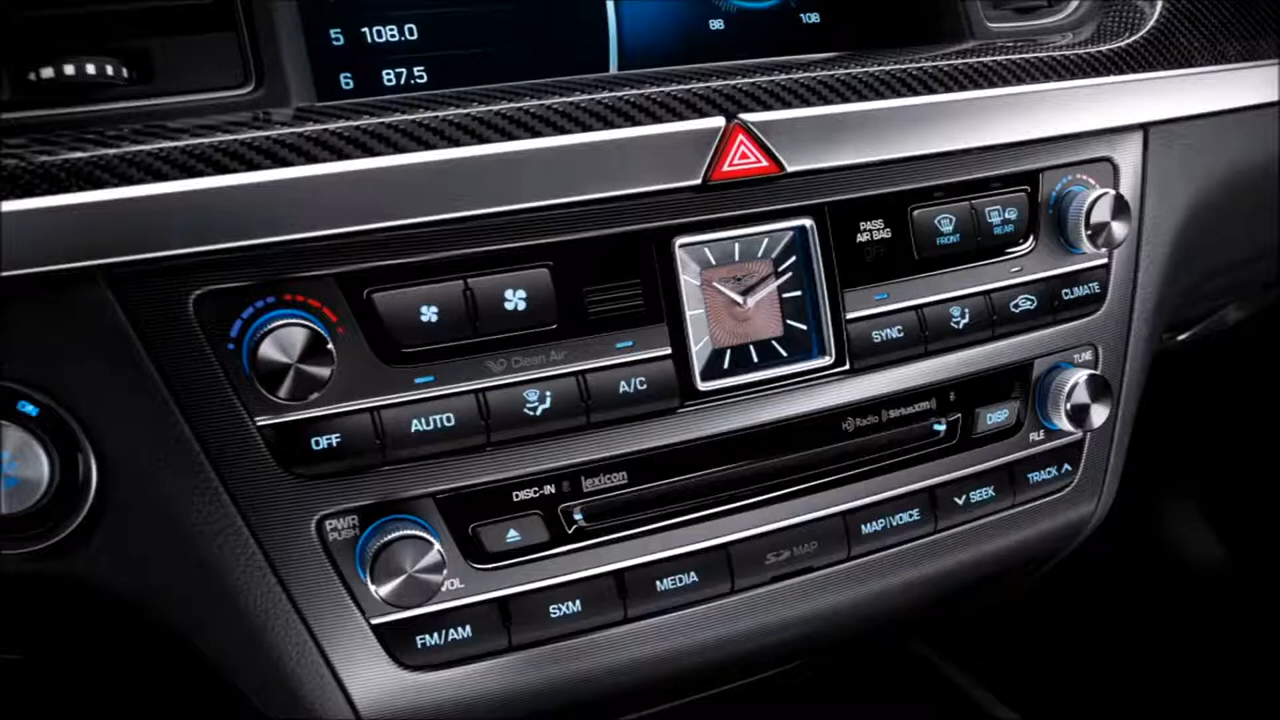 5 108.0
6 87.5
88
108
PASS
AIR BAG
OFF
FRONT
REAR
Clean Air
OFF
AUTO
A/C
SYNC
CLIMATE
TUNE
FILE
HD Radio
SiriusXM
DISP
DISC-IN
lexicon
PWR
PUSH
VOL
FM/AM
SXM
MEDIA
SD MAP
MAP|VOICE
SEEK
TRACK
ON